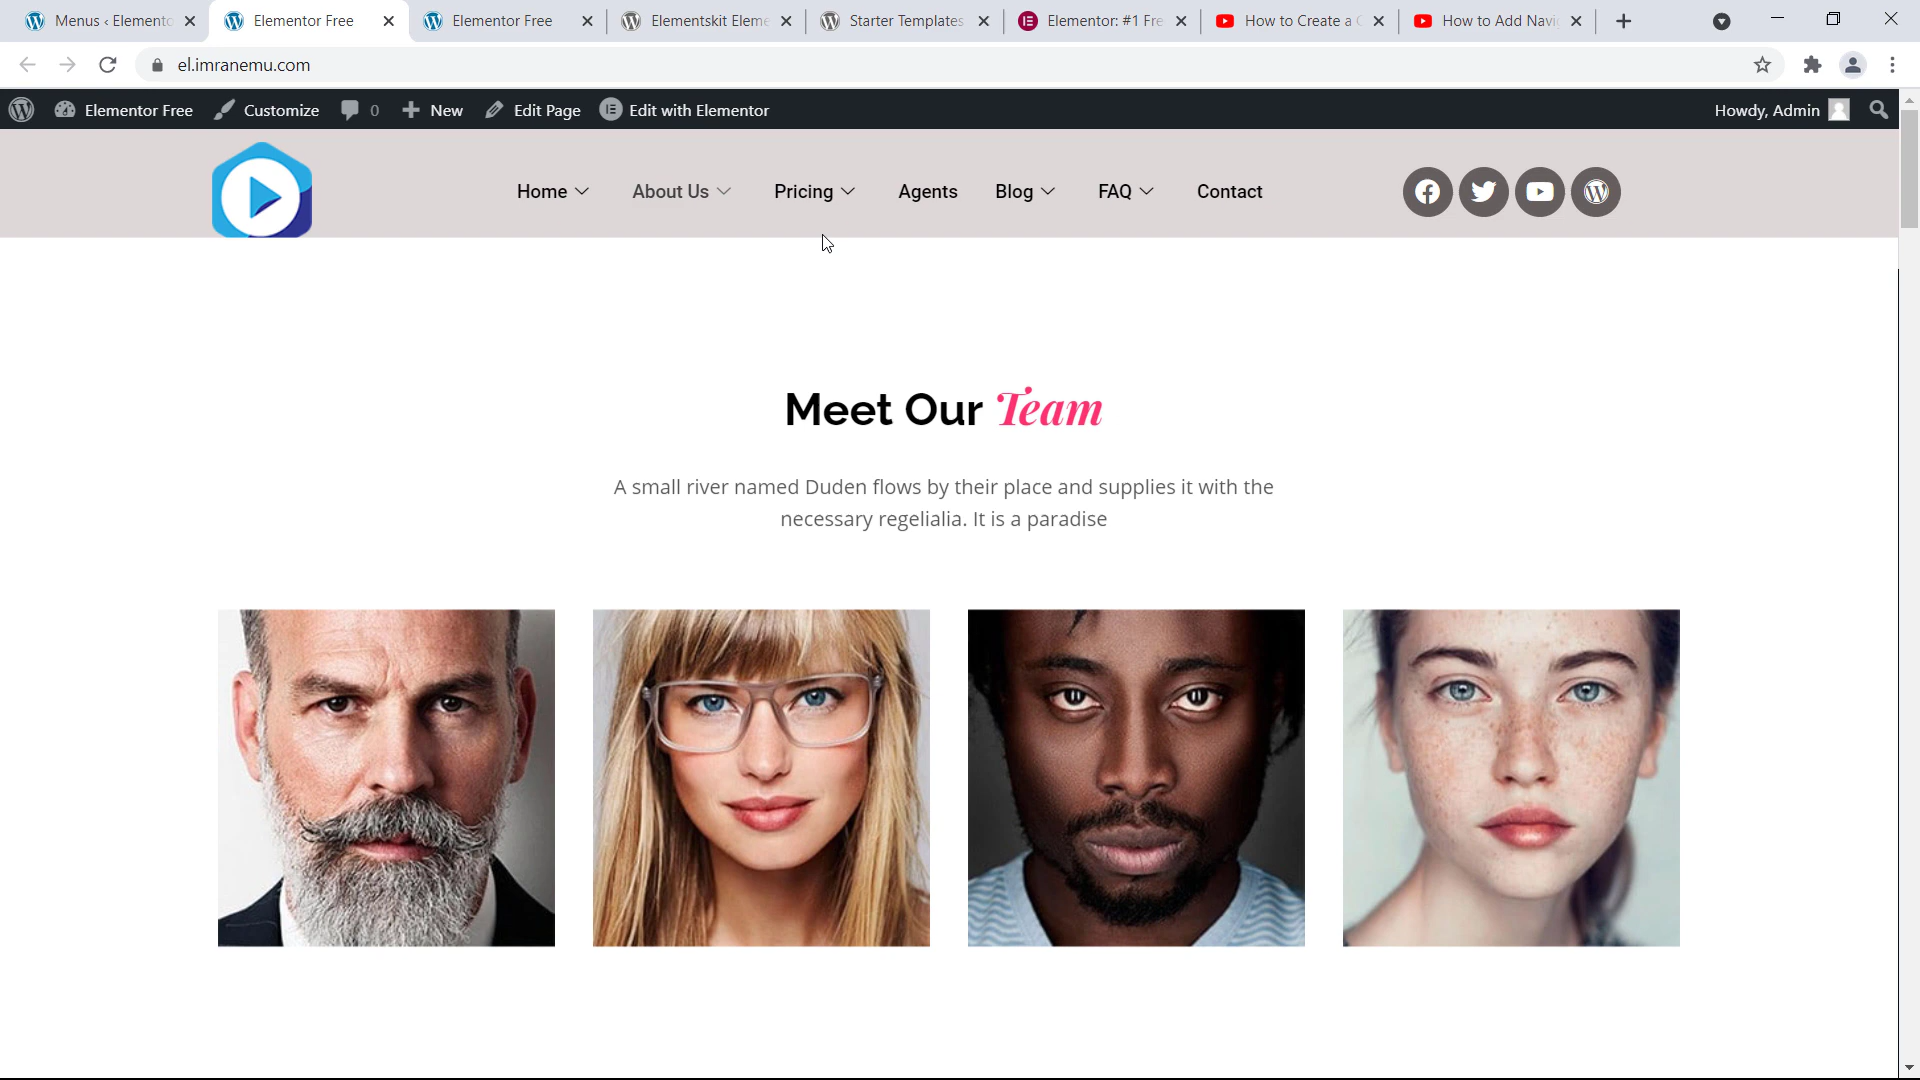 Menus ‹ Elemento
Elementor Free
Elementor Free
Elementskit Eleme
Starter Templates
Elementor: #1 Fre
How to Create a C
How to Add Navi
el.imranemu.com
Elementor Free
Customize
0
New
Edit Page
Edit with Elementor
Howdy, Admin
Home
About Us
Pricing
Agents
Blog
FAQ
Contact
Meet Our Team
A small river named Duden flows by their place and supplies it with the
necessary regelialia. It is a paradise